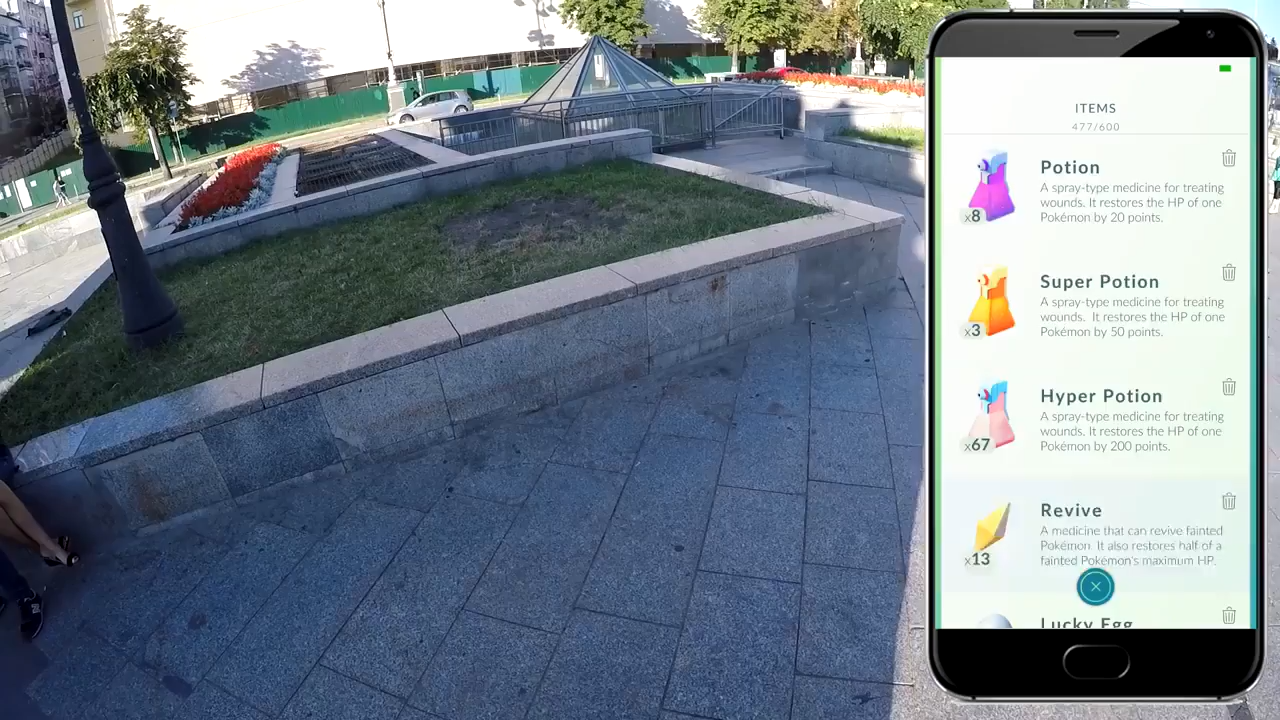 ITEMS
477/600
Potion
A spray-type medicine for treating
wounds. It restores the HP of one
Pokémon by 20 points.
x8
Super Potion
A spray-type medicine for treating
wounds. It restores the HP of one
Pokémon by 50 points.
x3
Hyper Potion
A spray-type medicine for treating
wounds. It restores the HP of one
Pokémon by 200 points.
x67
Revive
A medicine that can revive fainted
Pokémon. It also restores half of a
fainted Pokémon's maximum HP.
x13
Lucky Egg